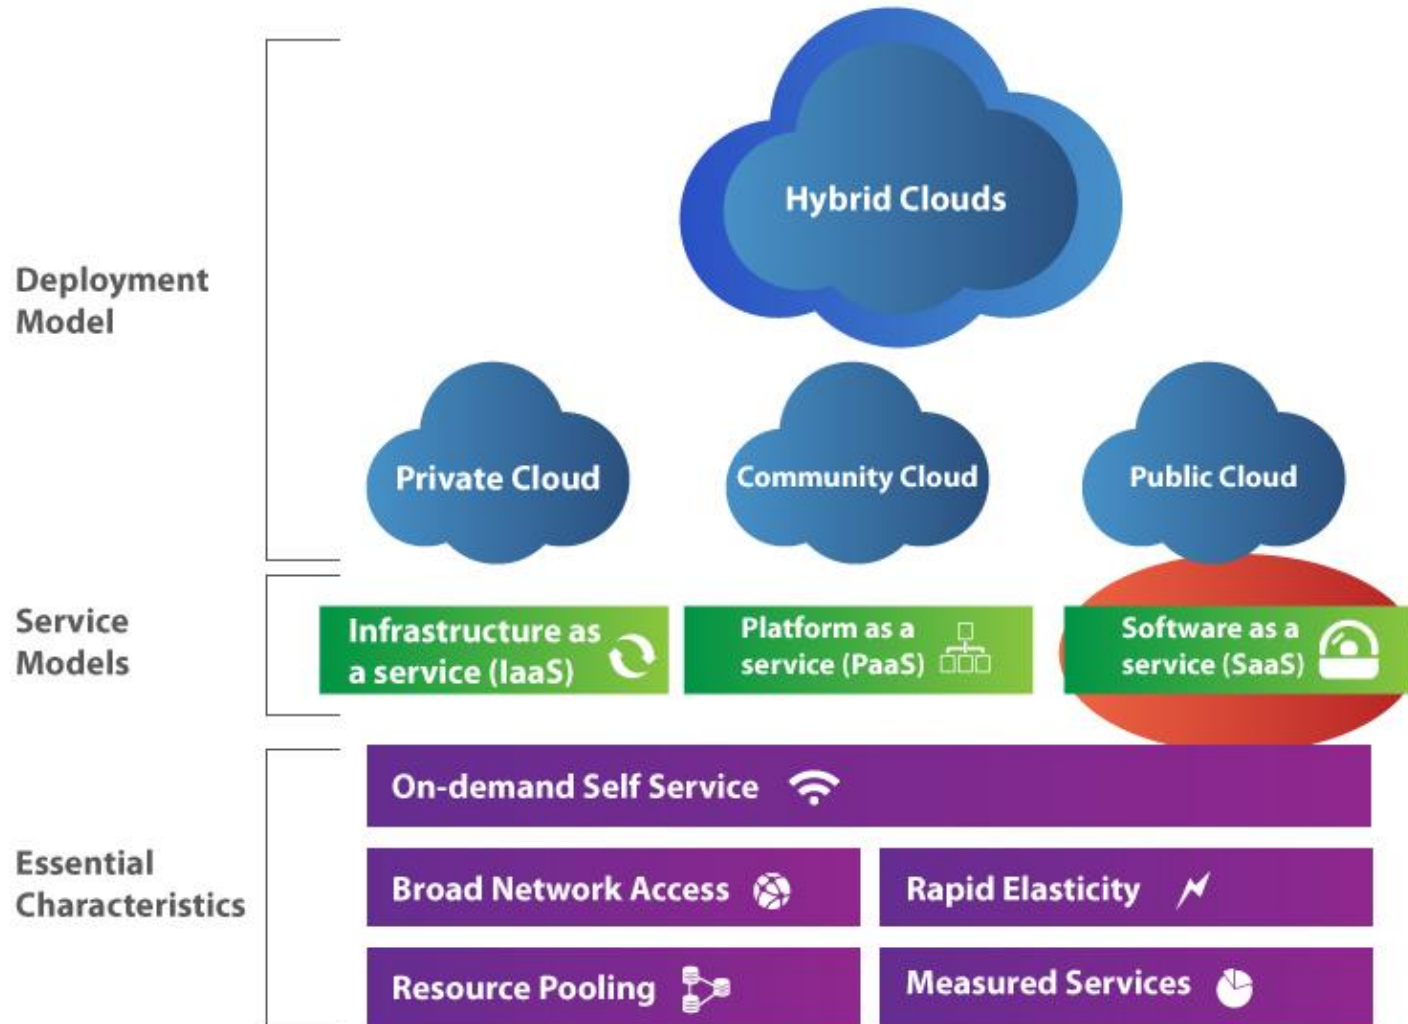 Hybrid Clouds
Deployment
Model
Private Cloud
Community Cloud
Public Cloud
Service
Models
Infrastructure as
a service (IaaS)
Platform as a
service (PaaS)
Software as a
service (SaaS)
On-demand Self Service
Essential
Characteristics
Broad Network Access
Rapid Elasticity
Resource Pooling
Measured Services